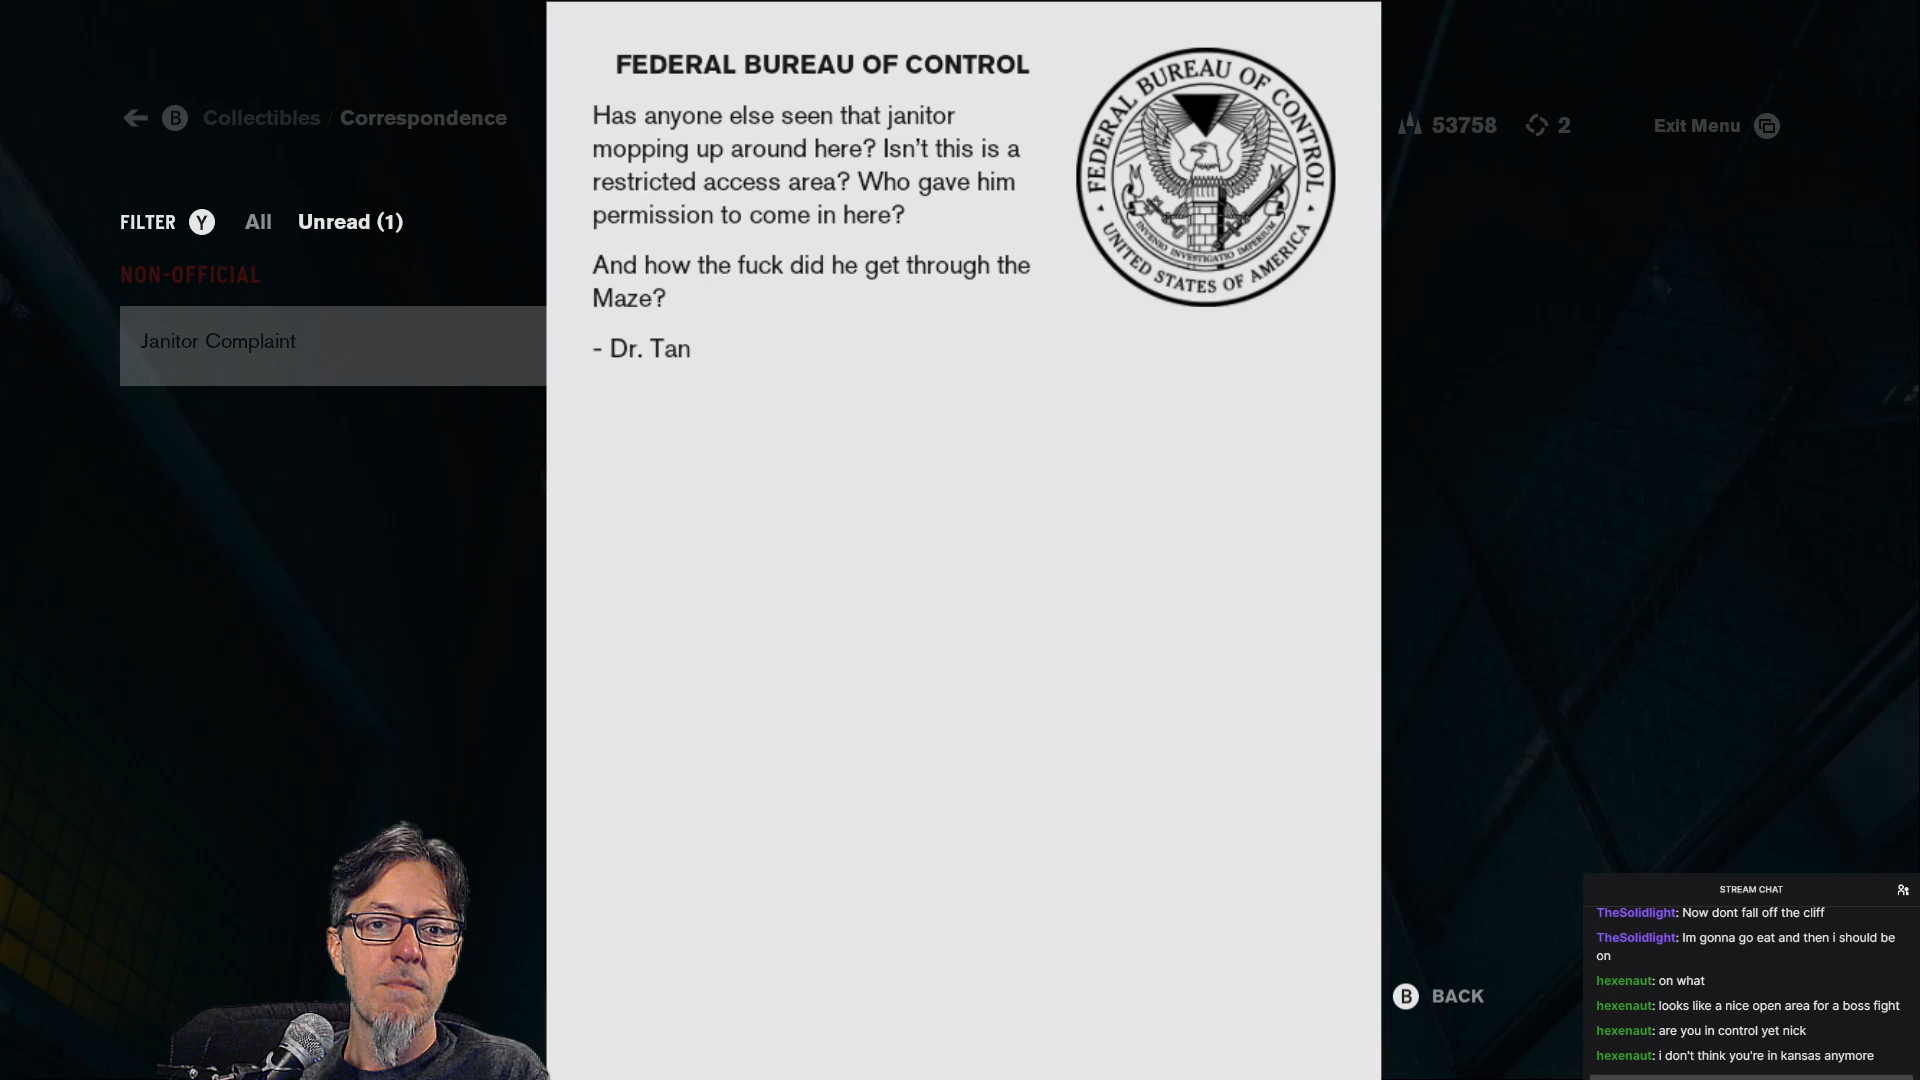 FEDERAL BUREAU OF CONTROL
Has anyone else seen that janitor
mopping up around here? Isn't this is a
restricted access area? Who gave him
permission to come in here?
And how the fuck did he get through the
Maze?
- Dr. Tan
FEDERAL BUREAU OF CONTROL
INVENIO INVESTIGATIO IMPERIUM
UNITED STATES OF AMERICA
B Collectibles / Correspondence
53758 2 Exit Menu
FILTER Y All Unread (1)
NON-OFFICIAL
Janitor Complaint
B BACK
STREAM CHAT
TheSolidlight: Now dont fall off the cliff
TheSolidlight: Im gonna go eat and then i should be
on
hexenaut: on what
hexenaut: looks like a nice open area for a boss fight
hexenaut: are you in control yet nick
hexenaut: i don't think you're in kansas anymore